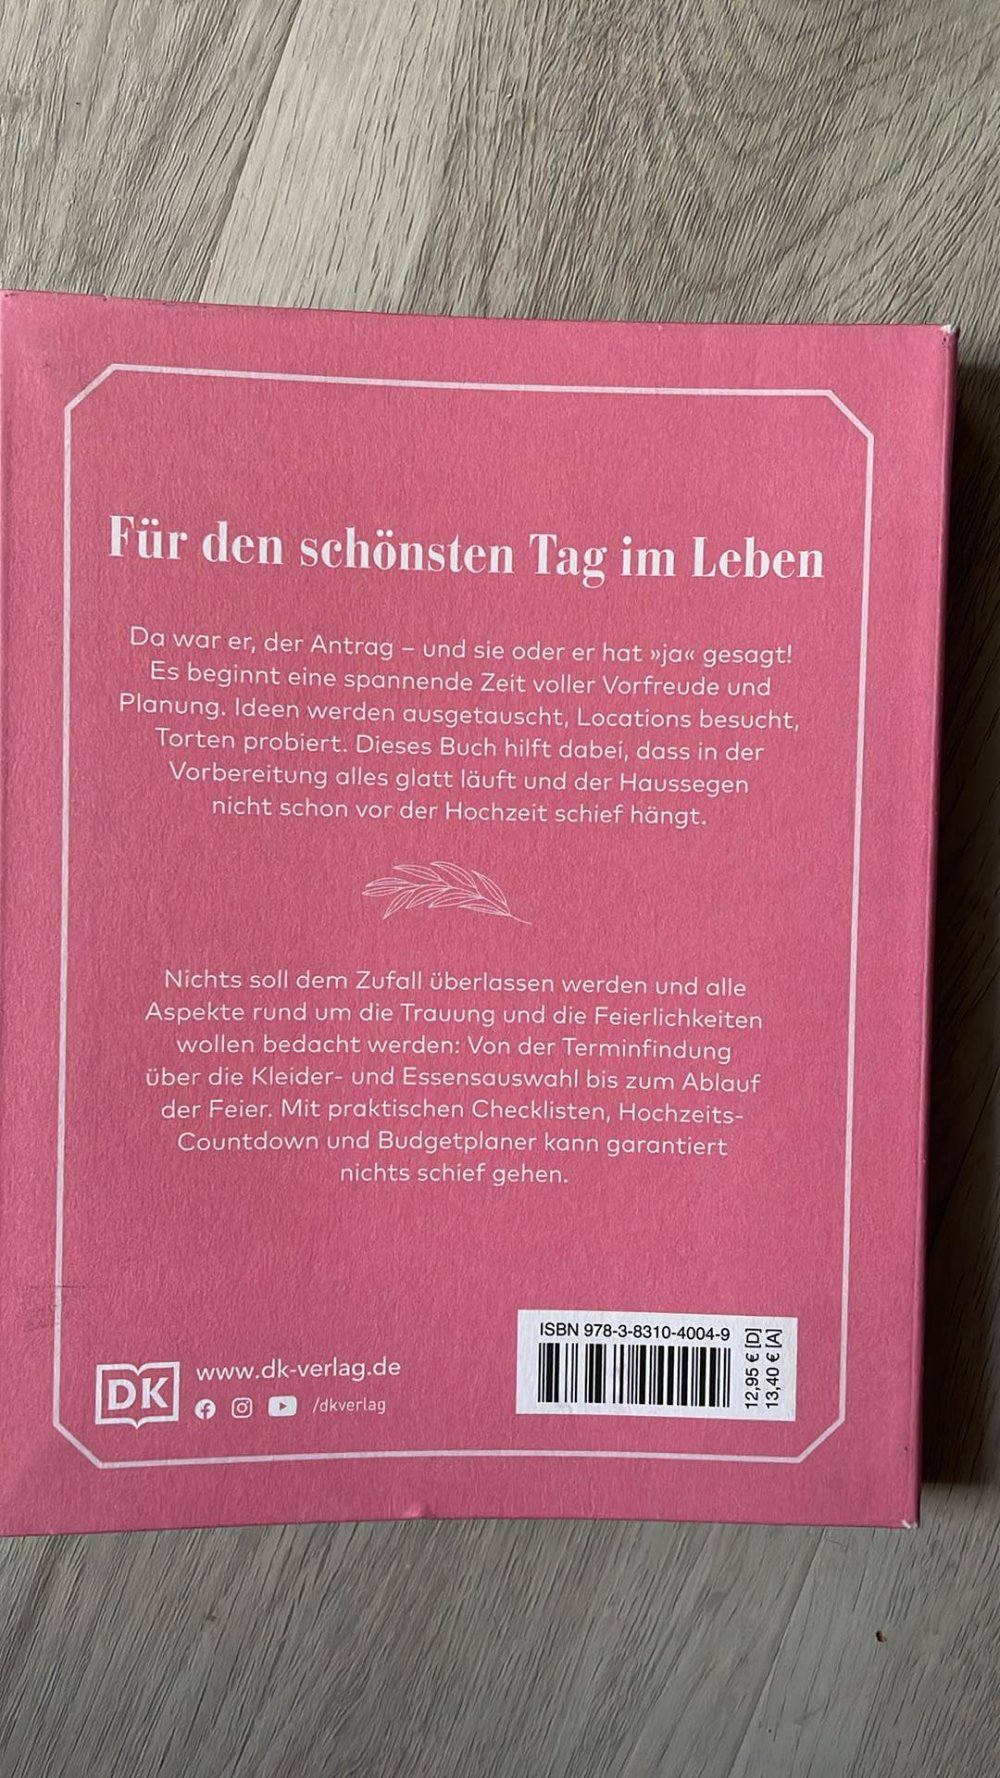 Für den schönsten Tag im Leben
Da war er, der Antrag – und sie oder er hat »ja« gesagt!
Es beginnt eine spannende Zeit voller Vorfreude und
Planung. Ideen werden ausgetauscht, Locations besucht,
Torten probiert. Dieses Buch hilft dabei, dass in der
Vorbereitung alles glatt läuft und der Haussegen
nicht schon vor der Hochzeit schief hängt.
Nichts soll dem Zufall überlassen werden und alle
Aspekte rund um die Trauung und die Feierlichkeiten
wollen bedacht werden: Von der Terminfindung
über die Kleider- und Essensauswahl bis zum Ablauf
der Feier. Mit praktischen Checklisten, Hochzeits-
Countdown und Budgetplaner kann garantiert
nichts schief gehen.
DK
www.dk-verlag.de
/dkverlag
ISBN 978-3-8310-4004-9
12,95 € [D]
13,40 € [A]